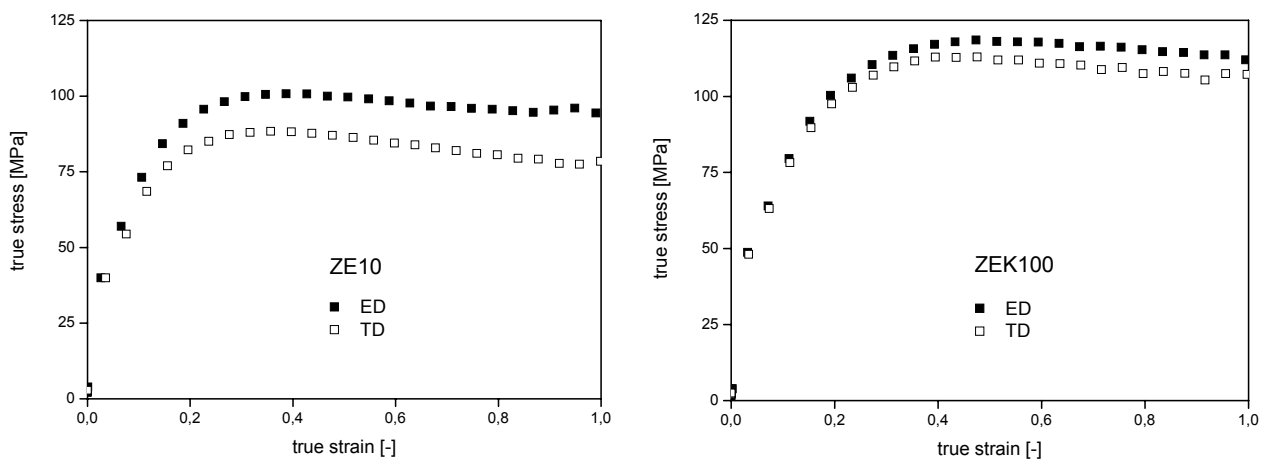 125
100
75
50
25
0
true stress [MPa]
ZE10
ED
TD
0,0 0,2 0,4 0,6 0,8 1,0
true strain [-]
125
100
75
50
25
0
true stress [MPa]
ZEK100
ED
TD
0,0 0,2 0,4 0,6 0,8 1,0
true strain [-]